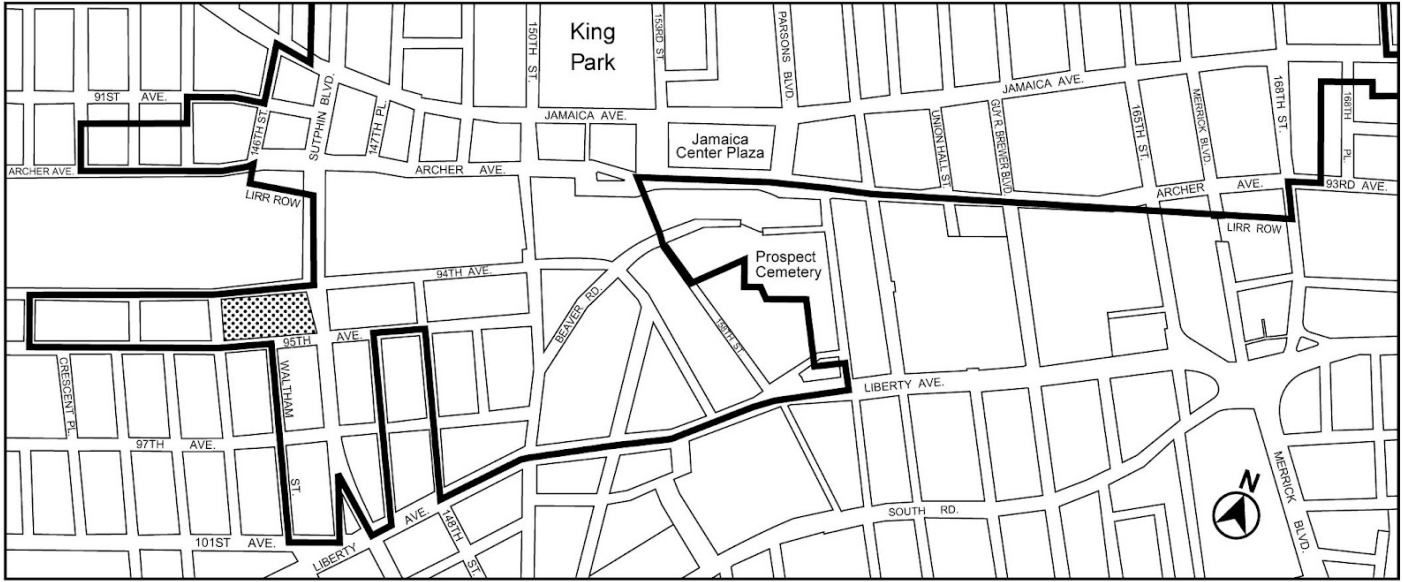 150TH ST.
King
Park
153RD ST.
PARSONS BLVD.
91ST AVE.
146TH ST.
SUTPHIN BLVD.
147TH PL.
JAMAICA AVE.
JAMAICA AVE.
Jamaica
Center Plaza
UNION HALL ST.
GUY R. BREWER BLVD.
165TH ST.
MERRICK BLVD.
168TH ST.
168TH PL.
ARCHER AVE.
ARCHER AVE.
ARCHER AVE.
93RD AVE.
LIRR ROW
LIRR ROW
Prospect
Cemetery
94TH AVE.
BEAVER RD.
158TH ST
95TH AVE.
CRESCENT PL.
WALTHAM ST.
LIBERTY AVE.
97TH AVE.
101ST AVE.
LIBERTY AVE.
148TH ST.
SOUTH RD.
MERRICK BLVD.
N